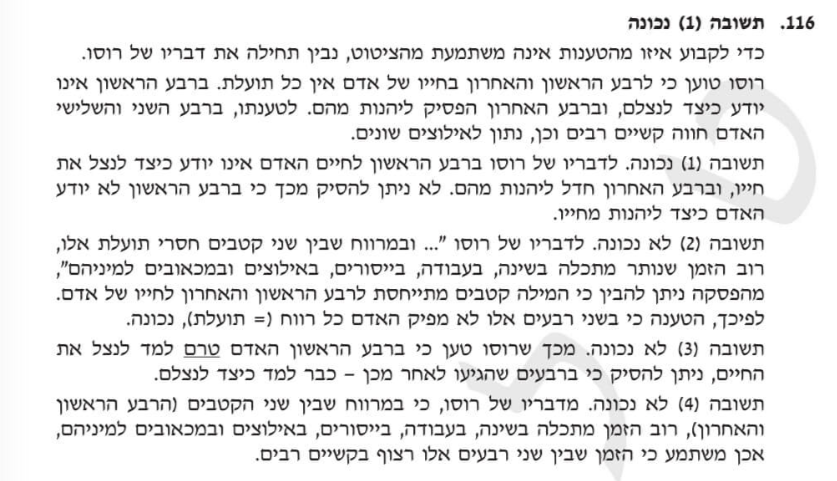 116. תשובה (1) נכונה
כדי לקבוע איזו מהטענות אינה משתמעת מהציטוט, נבין תחילה את דבריו של רוסו.
רוסו טוען כי לרבע הראשון והאחרון בחייו של אדם אין כל תועלת. ברבע הראשון אינו
יודע כיצד לנצלם, וברבע האחרון הפסיק ליהנות מהם. לטענתו, ברבע השני והשלישי
האדם חווה קשיים רבים וכן, נתון לאילוצים שונים.
תשובה (1) נכונה. לדבריו של רוסו ברבע הראשון לחיים האדם אינו יודע כיצד לנצל את
חייו, וברבע האחרון חדל ליהנות מהם. לא ניתן להסיק מכך כי ברבע הראשון לא יודע
האדם כיצד ליהנות מחייו.
תשובה (2) לא נכונה. לדבריו של רוסו "... ובמרווח שבין שני קטבים חסרי תועלת אלו,
רוב הזמן שנותר מתכלה בשינה, בעבודה, בייסורים, באילוצים ובמכאובים למיניהם",
מהפסקה ניתן להבין כי המילה קטבים מתייחסת לרבע הראשון והאחרון לחייו של אדם.
לפיכך, הטענה כי בשני רבעים אלו לא מפיק האדם כל רווח (= תועלת), נכונה.
תשובה (3) לא נכונה. מכך שרוסו טען כי ברבע הראשון האדם טרם למד לנצל את
החיים, ניתן להסיק כי ברבעים שהגיעו לאחר מכן – כבר למד כיצד לנצלם.
תשובה (4) לא נכונה. מדבריו של רוסו, כי במרווח שבין שני הקטבים (הרבע הראשון
והאחרון), רוב הזמן מתכלה בשינה, בעבודה, בייסורים, באילוצים ובמכאובים למיניהם,
אכן משתמע כי הזמן שבין שני רבעים אלו רצוף בקשיים רבים.